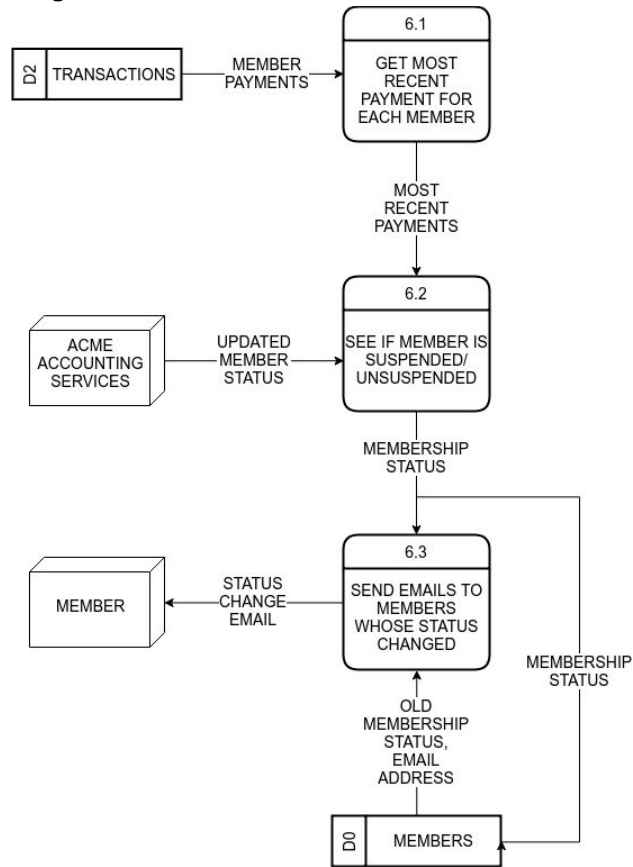 6.1
D2
TRANSACTIONS
MEMBER
PAYMENTS
GET MOST
RECENT
PAYMENT FOR
EACH MEMBER
MOST
RECENT
PAYMENTS
6.2
ACME
ACCOUNTING
SERVICES
UPDATED
MEMBER
STATUS
SEE IF MEMBER IS
SUSPENDED/
UNSUSPENDED
MEMBERSHIP
STATUS
6.3
MEMBER
STATUS
CHANGE
EMAIL
SEND EMAILS TO
MEMBERS
WHOSE STATUS
CHANGED
MEMBERSHIP
STATUS
OLD
MEMBERSHIP
STATUS,
EMAIL
ADDRESS
D0
MEMBERS